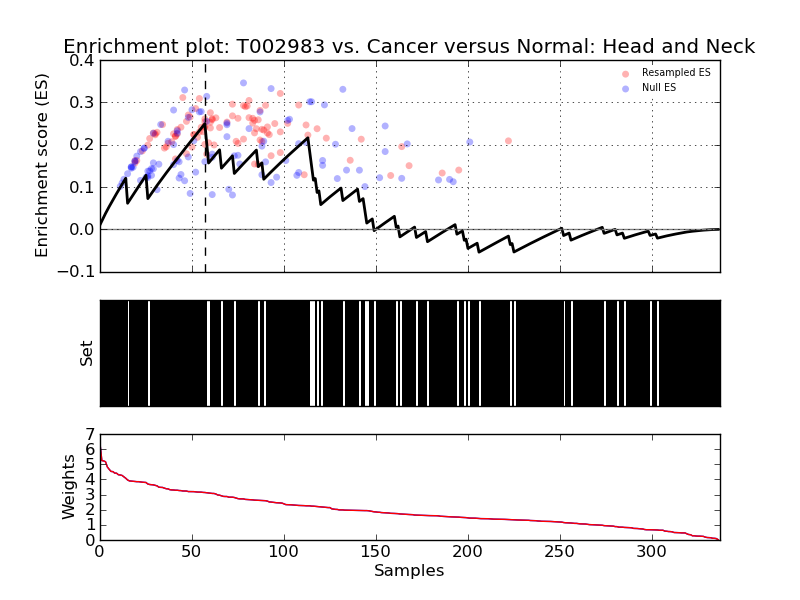 Enrichment plot: T002983 vs. Cancer versus Normal: Head and Neck
Enrichment score (ES)
0.4
0.3
0.2
0.1
0.0
−0.1
Resampled ES
Null ES
Set
Weights
7
6
5
4
3
2
1
0
0 50 100 150 200 250 300
Samples